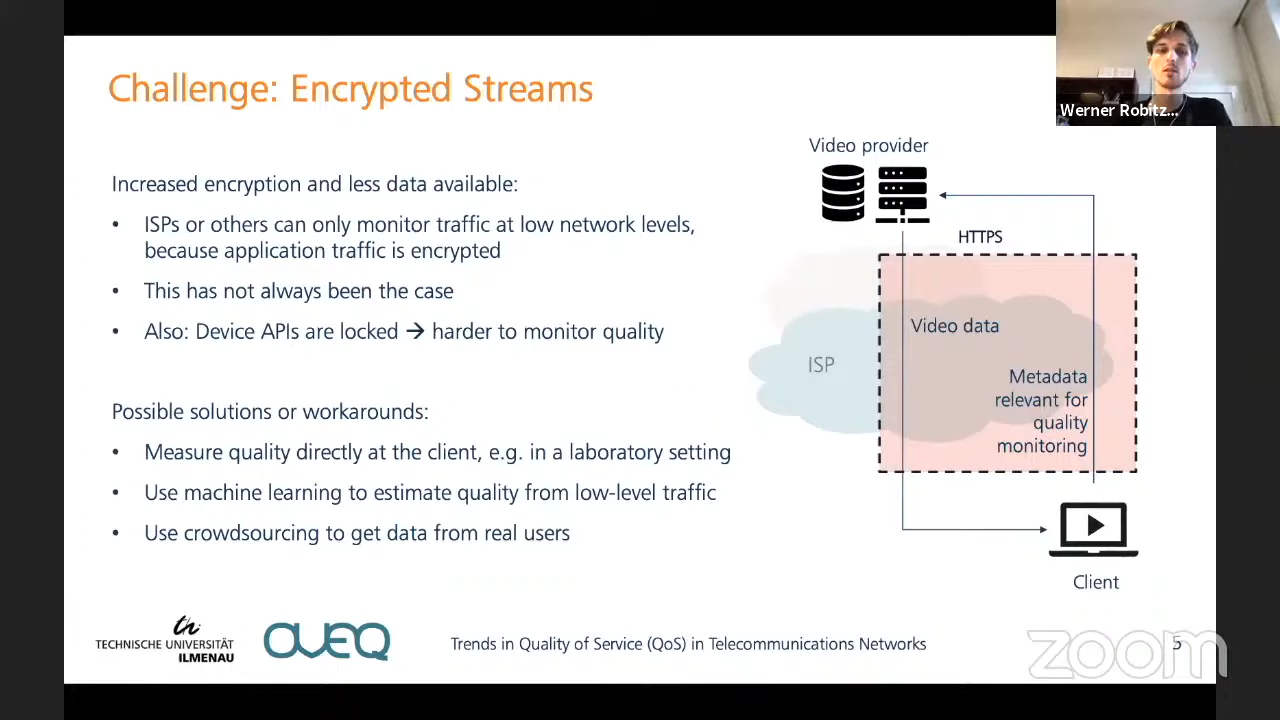 Challenge: Encrypted Streams
Werner Robitz...
Increased encryption and less data available:
• ISPs or others can only monitor traffic at low network levels,
because application traffic is encrypted
• This has not always been the case
• Also: Device APIs are locked → harder to monitor quality
Possible solutions or workarounds:
• Measure quality directly at the client, e.g. in a laboratory setting
• Use machine learning to estimate quality from low-level traffic
• Use crowdsourcing to get data from real users
Video provider
HTTPS
Video data
ISP
Metadata
relevant for
quality
monitoring
Client
th
TECHNISCHE UNIVERSITÄT
ILMENAU
AVEQ
Trends in Quality of Service (QoS) in Telecommunications Networks
5
zoom